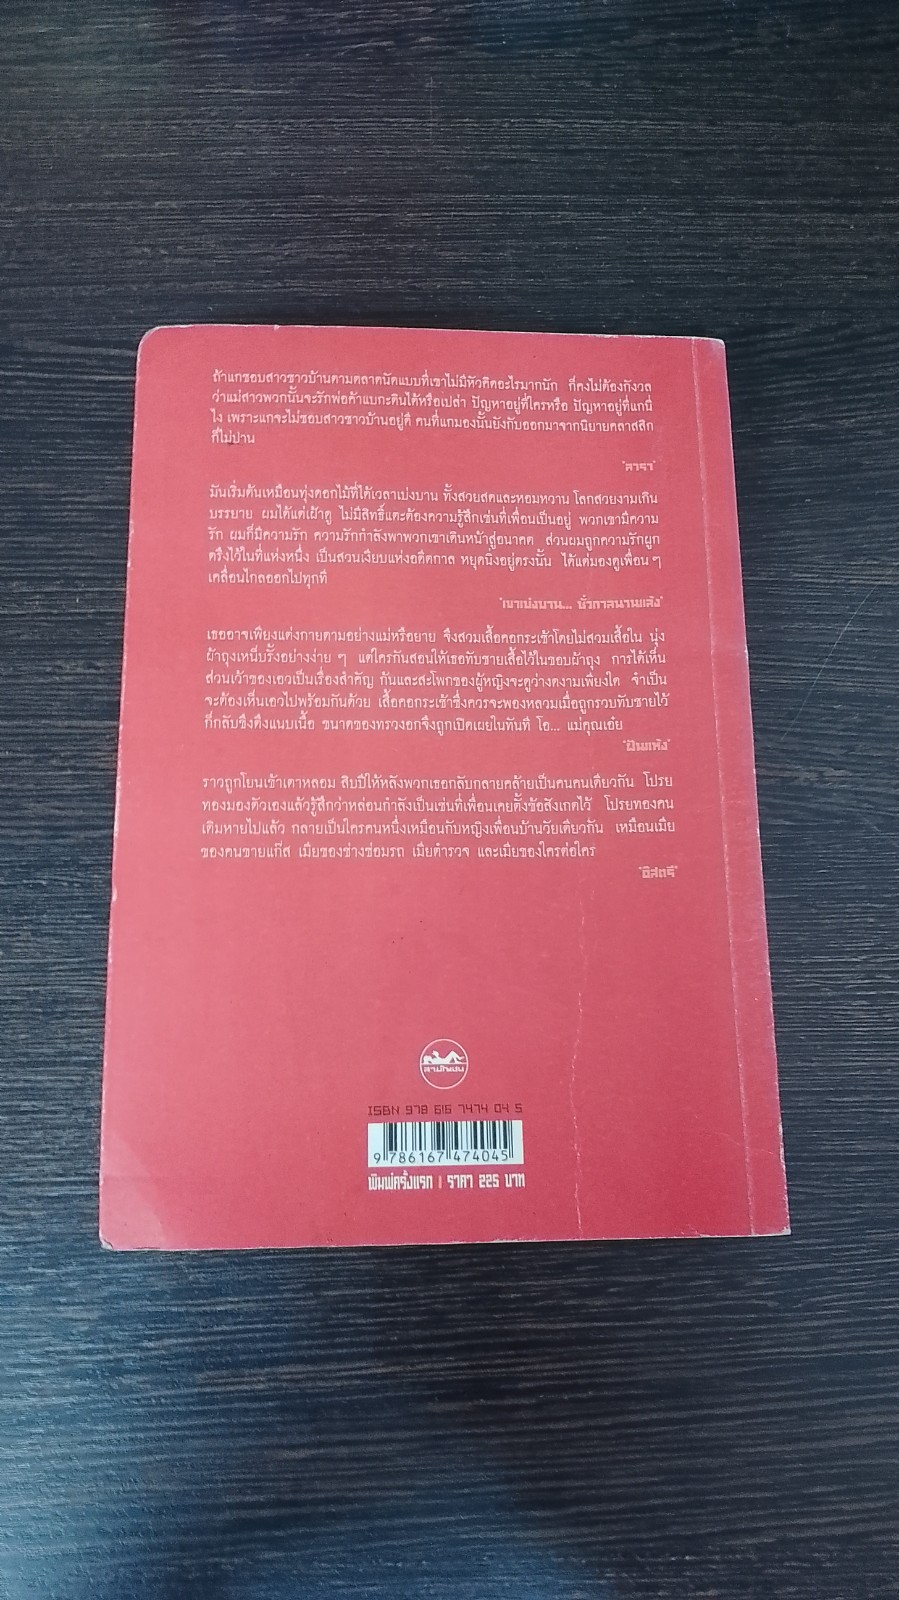 ถ้าแกชอบสาวชาวบ้านตามตลาดนัดแบบที่เขาไม่มีหัวคิดอะไรมากนัก ก็คงไม่ต้องกังวล
ว่าแม่สาวพวกนั้นจะรักพ่อค้าแบกะดินได้หรือเปล่า ปัญหาอยู่ที่ใครหรือ ปัญหาอยู่ที่แกนี่
ไง เพราะแกจะไม่ชอบสาวชาวบ้านอยู่ดี คนที่แกมองนั้นยังกับออกมาจากนิยายคลาสสิก
ก็ไม่ปาน
'สารา'
มันเริ่มต้นเหมือนทุ่งดอกไม้ที่ได้เวลาเบ่งบาน ทั้งสวยสดและหอมหวาน โลกสวยงามเกิน
บรรยาย ผมได้แต่เฝ้าดู ไม่มีสิทธิ์แตะต้องความรู้สึกเช่นที่เพื่อนเป็นอยู่ พวกเขามีความ
รัก ผมก็มีความรัก ความรักกำลังพาพวกเขาเดินหน้าสู่อนาคต ส่วนผมถูกความรักผูก
ตรึงไว้ในที่แห่งหนึ่ง เป็นสวนเงียบแห่งอดีตกาล หยุดนิ่งอยู่ตรงนั้น ได้แต่มองดูเพื่อน ๆ
เคลื่อนไกลออกไปทุกที
'เขาเบ่งบาน... ชั่วกาลนานแล้ว'
เธออาจเพียงแต่งกายตามอย่างแม่หรือยาย จึงสวมเสื้อคอกระเช้าโดยไม่สวมเสื้อใน นุ่ง
ผ้าถุงเหน็บรั้งอย่างง่าย ๆ แต่ใครกันสอนให้เธอทับชายเสื้อไว้ในขอบผ้าถุง การได้เห็น
ส่วนเว้าของเอวเป็นเรื่องสำคัญ ก้นและสะโพกของผู้หญิงจะดูว่างดงามเพียงใด จำเป็น
จะต้องเห็นเอวไปพร้อมกันด้วย เสื้อคอกระเช้าซึ่งควรจะพองหลวมเมื่อถูกรวบทับชายไว้
ก็กลับขึงตึงแนบเนื้อ ขนาดของทรวงอกจึงถูกเปิดเผยในทันที โอ... แม่คุณเอ๋ย
'ฝันแห้ง'
ราวถูกโยนเข้าเตาหลอม สิบปีให้หลังพวกเธอกลับกลายคล้ายเป็นคนคนเดียวกัน โปรย
ทองมองตัวเองแล้วรู้สึกว่าหล่อนกำลังเป็นเช่นที่เพื่อนเคยตั้งข้อสังเกตไว้ โปรยทองคน
เดิมหายไปแล้ว กลายเป็นใครคนหนึ่งเหมือนกับหญิงเพื่อนบ้านวัยเดียวกัน เหมือนเมีย
ของคนขายแก๊ส เมียของช่างซ่อมรถ เมียตำรวจ และเมียของใครต่อใคร
'อิสตรี'
สามัญชน
ISBN 978 616 7474 04 5
9 786167 474045
พิมพ์ครั้งแรก | ราคา 225 บาท